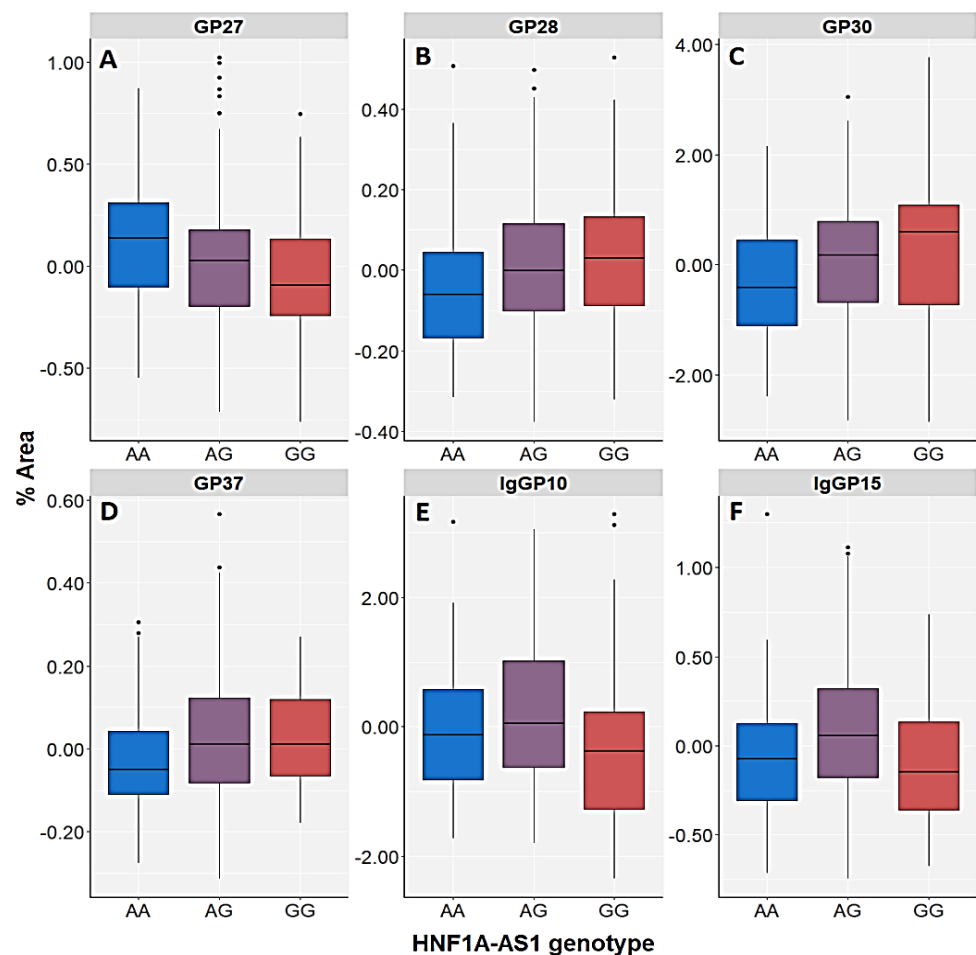 GP27 GP28 GP30
A B C
1.00 0.50 0.00 -0.50
0.40 0.20 0.00 -0.20 -0.40
4.00 2.00 0.00 -2.00
AA AG GG AA AG GG AA AG GG
% Area
GP37 IgGP10 IgGP15
D E F
0.60 0.40 0.20 0.00 -0.20
2.00 0.00 -2.00
1.00 0.50 0.00 -0.50
AA AG GG AA AG GG AA AG GG
HNF1A-AS1 genotype